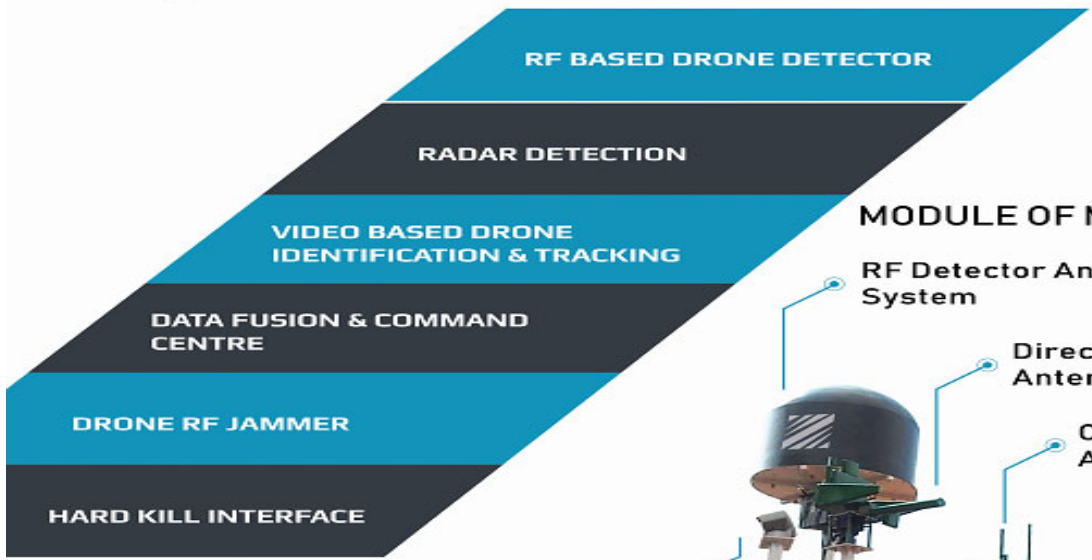 RF BASED DRONE DETECTOR
RADAR DETECTION
VIDEO BASED DRONE
IDENTIFICATION & TRACKING
DATA FUSION & COMMAND
CENTRE
DRONE RF JAMMER
HARD KILL INTERFACE
MODULE OF
RF Detector
System